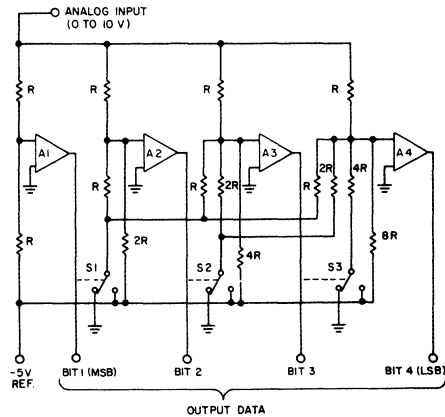 ANALOG INPUT
(0 TO 10 V)
R R R R
A1 A2 A3 A4
R R R 2R R 2R 4R
R 2R 4R 8R
S1 S2 S3
-5V
REF.
BIT 1 (MSB) BIT 2 BIT 3 BIT 4 (LSB)
OUTPUT DATA